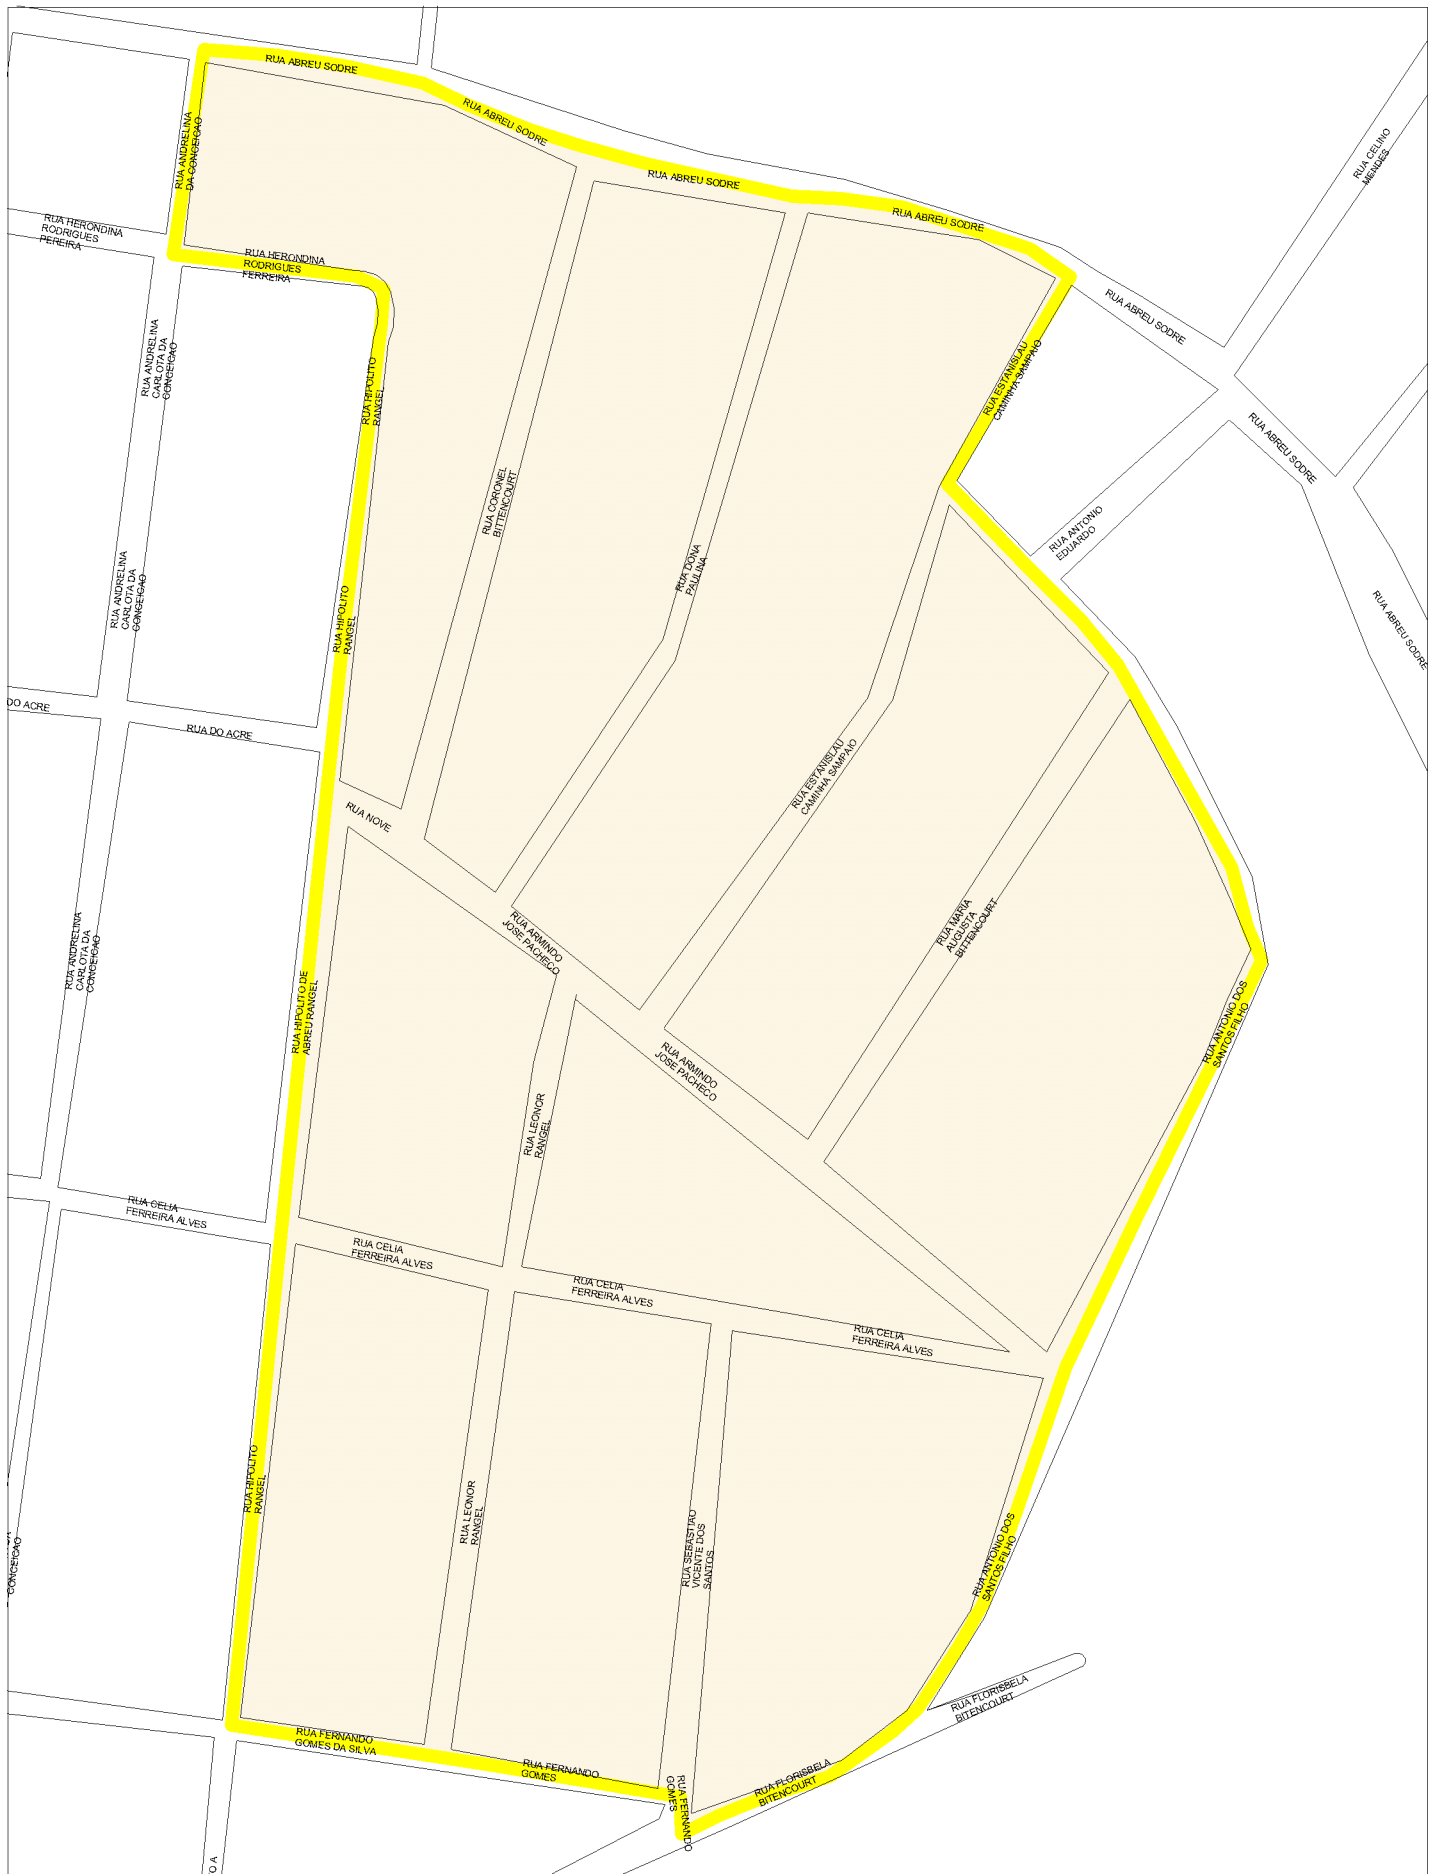 RUA ABREU SODRE
RUA ABREU SODRE
RUA ABREU SODRE
RUA ABREU SODRE
RUA CELINO
MENDES
RUA ANDRELINA
DA CONCEICAO
RUA HERONDINA
RODRIGUES
PEREIRA
RUA HERONDINA
RODRIGUES
FERREIRA
RUA ABREU SODRE
RUA ANDRELINA
CARLOTA DA
CONCEICAO
RUA HIPOLITO
RANGEL
RUA ESTANISLAU
CAMINHA SAMPAIO
RUA ABREU SODRE
RUA CORONEL
BITTENCOURT
RUA ANTONIO
EDUARDO
RUA DONA
PAULINA
RUA ANDRELINA
CARLOTA DA
CONCEICAO
RUA HIPOLITO
RANGEL
RUA ABREU SODRE
DO ACRE
RUA DO ACRE
RUA ESTANISLAU
CAMINHA SAMPAIO
RUA NOVE
RUA ARMINDO
JOSE PACHECO
RUA MARIA
AUGUSTA
BITTENCOURT
RUA ANDRELINA
CARLOTA DA
CONCEICAO
RUA HIPOLITO DE
ABREU RANGEL
RUA ANTONIO DOS
SANTOS FILHO
RUA ARMINDO
JOSE PACHECO
RUA LEONOR
RANGEL
RUA CELIA
FERREIRA ALVES
RUA CELIA
FERREIRA ALVES
RUA CELIA
FERREIRA ALVES
RUA CELIA
FERREIRA ALVES
RUA HIPOLITO
RANGEL
RUA LEONOR
RANGEL
RUA SEBASTIAO
VICENTE DOS
SANTOS
RUA ANTONIO DOS
SANTOS FILHO
CONCEICAO
RUA FLORISBELA
BITENCOURT
RUA FERNANDO
GOMES DA SILVA
RUA FERNANDO
GOMES
RUA FERNANDO
GOMES
RUA FLORISBELA
BITENCOURT
O A